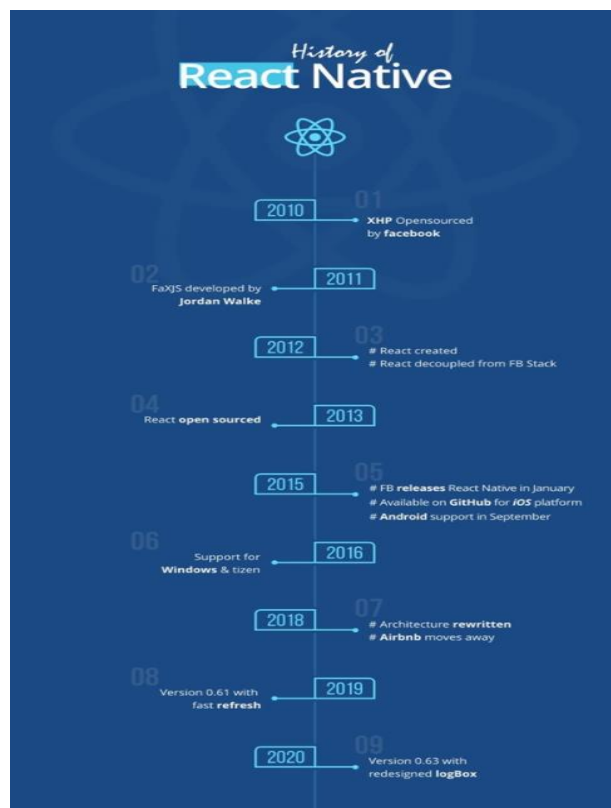 History of
React Native
2010
01
XHP Opensourced
by facebook
02
FaXJS developed by
Jordan Walke
2011
2012
03
# React created
# React decoupled from FB Stack
04
React open sourced
2013
2015
05
# FB releases React Native in January
# Available on GitHub for iOS platform
# Android support in September
06
Support for
Windows & tizen
2016
2018
07
# Architecture rewritten
# Airbnb moves away
08
Version 0.61 with
fast refresh
2019
2020
09
Version 0.63 with
redesigned logBox